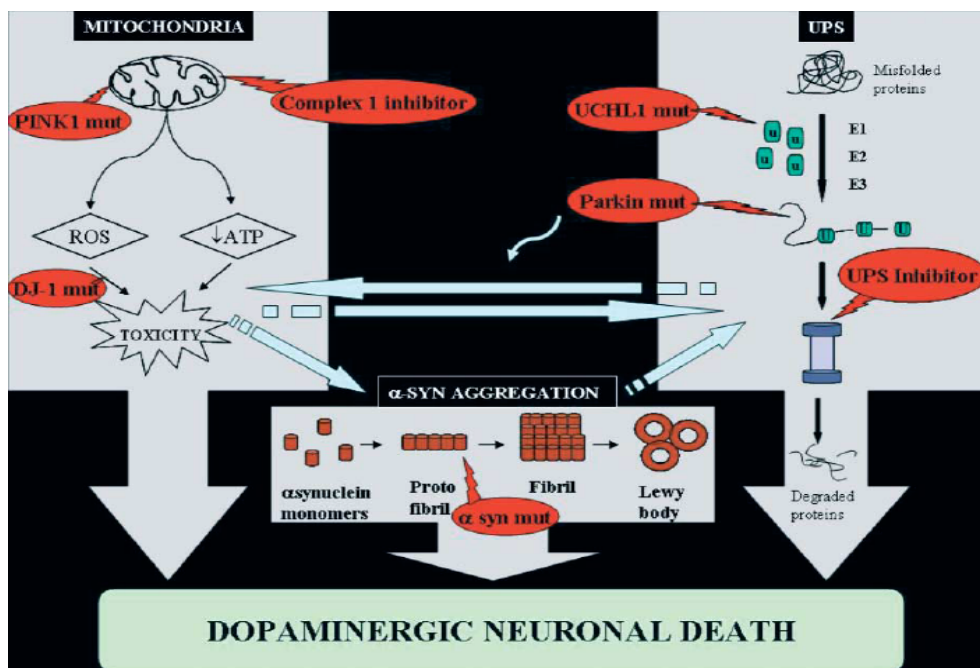 MITOCHONDRIA
PINK1 mut
Complex 1 inhibitor
ROS
↓ATP
DJ-1 mut
TOXICITY
UPS
Misfolded
proteins
UCHL1 mut
u
u
u
u
E1
E2
E3
Parkin mut
U
U
U
UPS Inhibitor
Degraded
proteins
α-SYN AGGREGATION
αsynuclein
monomers
Proto
fibril
Fibril
Lewy
body
α syn mut
DOPAMINERGIC NEURONAL DEATH